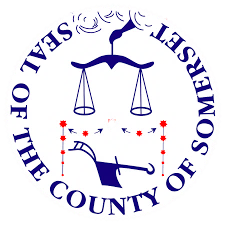 SEAL OF THE COUNTY OF SOMERSET